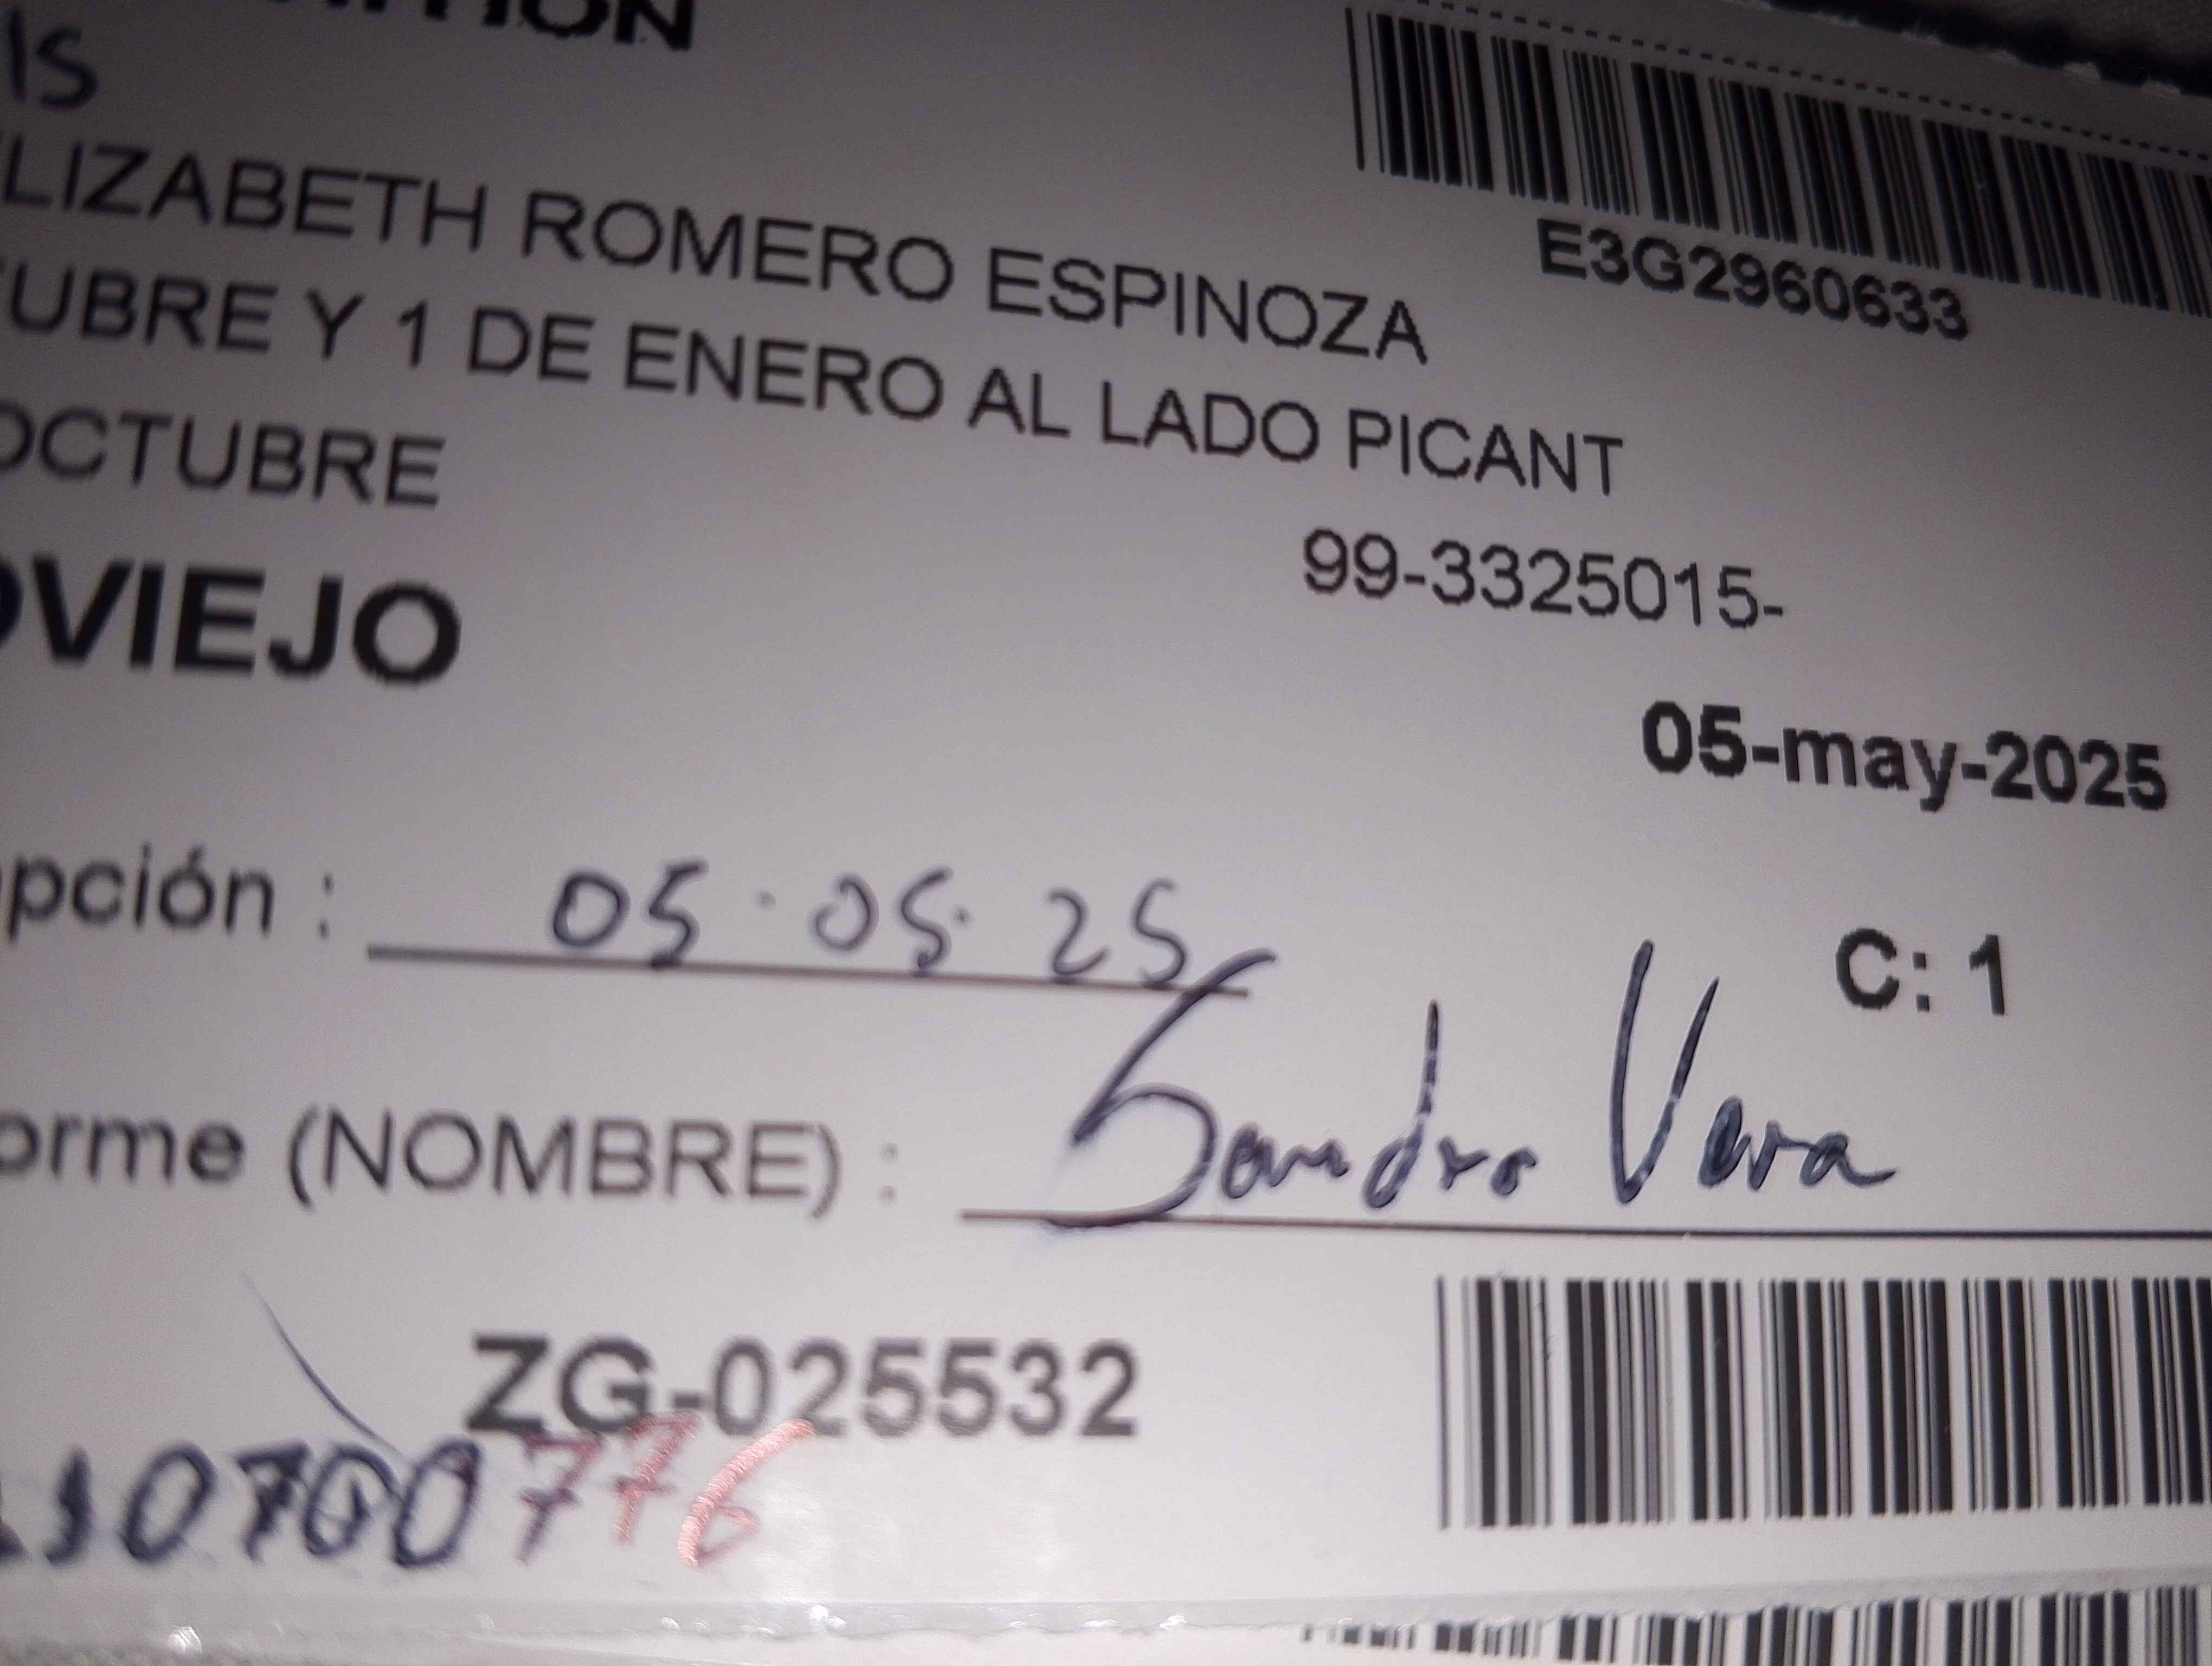 IS
LIZABETH ROMERO ESPINOZA
E3G2960633
UBRE Y 1 DE ENERO AL LADO PICANT
OCTUBRE
99-3325015-
OVIEJO
05-may-2025
pción : 05.05.25
C: 1
orme (NOMBRE) : Sandro Vera
ZG-025532
10760776